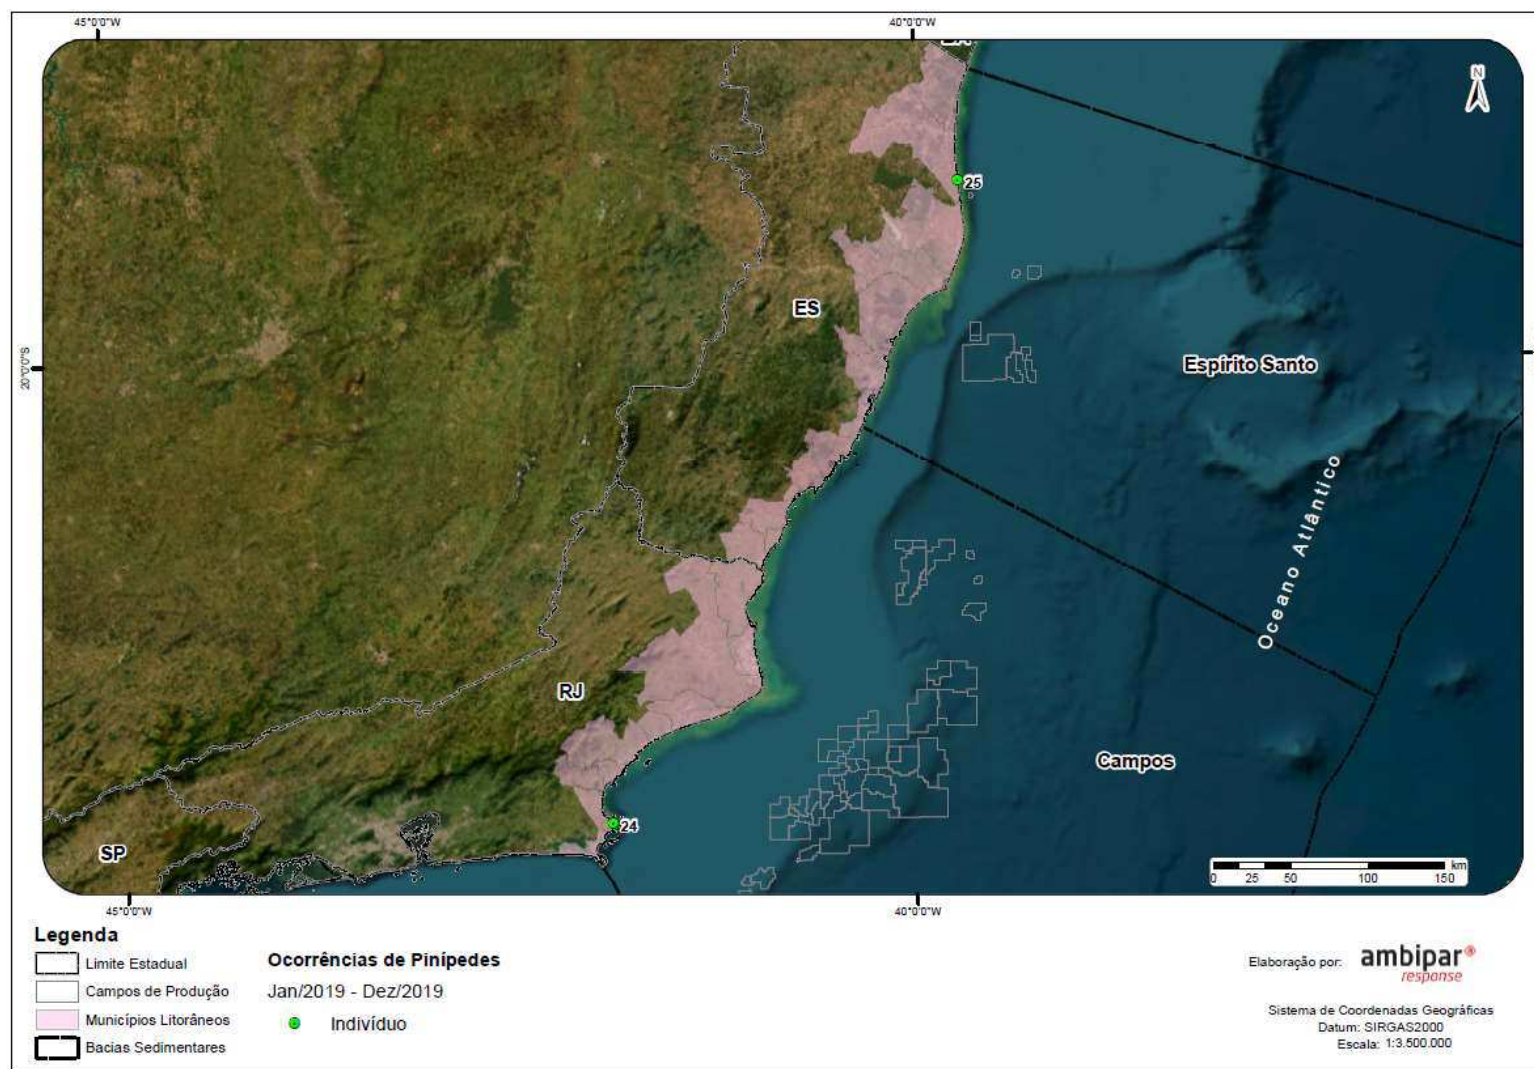 45°0'0"W 40°0'0"W
BA
N
25
ES
20°0'0"S
Espírito Santo
Oceano Atlântico
RJ
Campos
24
SP
km
0 25 50 100 150
45°0'0"W 40°0'0"W
Legenda
Limite Estadual
Campos de Produção
Municípios Litorâneos
Bacias Sedimentares
Ocorrências de Pinípedes
Jan/2019 - Dez/2019
Indivíduo
Elaboração por: ambipar®
response
Sistema de Coordenadas Geográficas
Datum: SIRGAS2000
Escala: 1:3.500.000